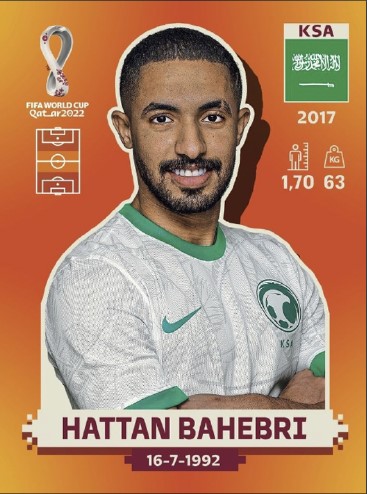 KSA
FIFA WORLD CUP
Qatar2022
2017
KG
1,70 63
KSA
HATTAN BAHEBRI
16-7-1992